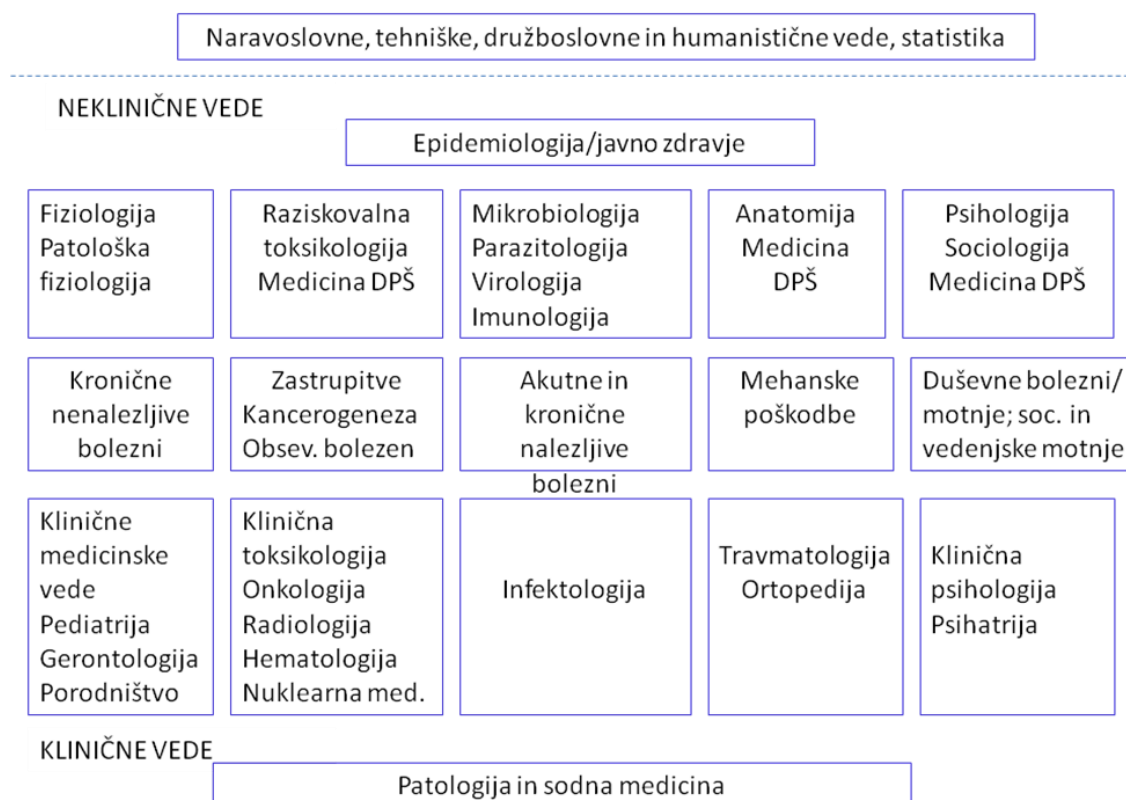 Naravoslovne, tehniške, družboslovne in humanistične vede, statistika
NEKLINIČNE VEDE
Epidemiologija/javno zdravje
Fiziologija
Patološka
fiziologija
Raziskovalna
toksikologija
Medicina DPŠ
Mikrobiologija
Parazitologija
Virologija
Imunologija
Anatomija
Medicina
DPŠ
Psihologija
Sociologija
Medicina DPŠ
Kronične
nenalezljive
bolezni
Zastrupitve
Kancerogeneza
Obsev. bolezen
Akutne in
kronične
nalezljive
bolezni
Mehanske
poškodbe
Duševne bolezni/
motnje; soc. in
vedenjske motnje
Klinične
medicinske
vede
Pediatrija
Gerontologija
Porodništvo
Klinična
toksikologija
Onkologija
Radiologija
Hematologija
Nuklearna med.
Infektologija
Travmatologija
Ortopedija
Klinična
psihologija
Psihatrija
KLINIČNE VEDE
Patologija in sodna medicina